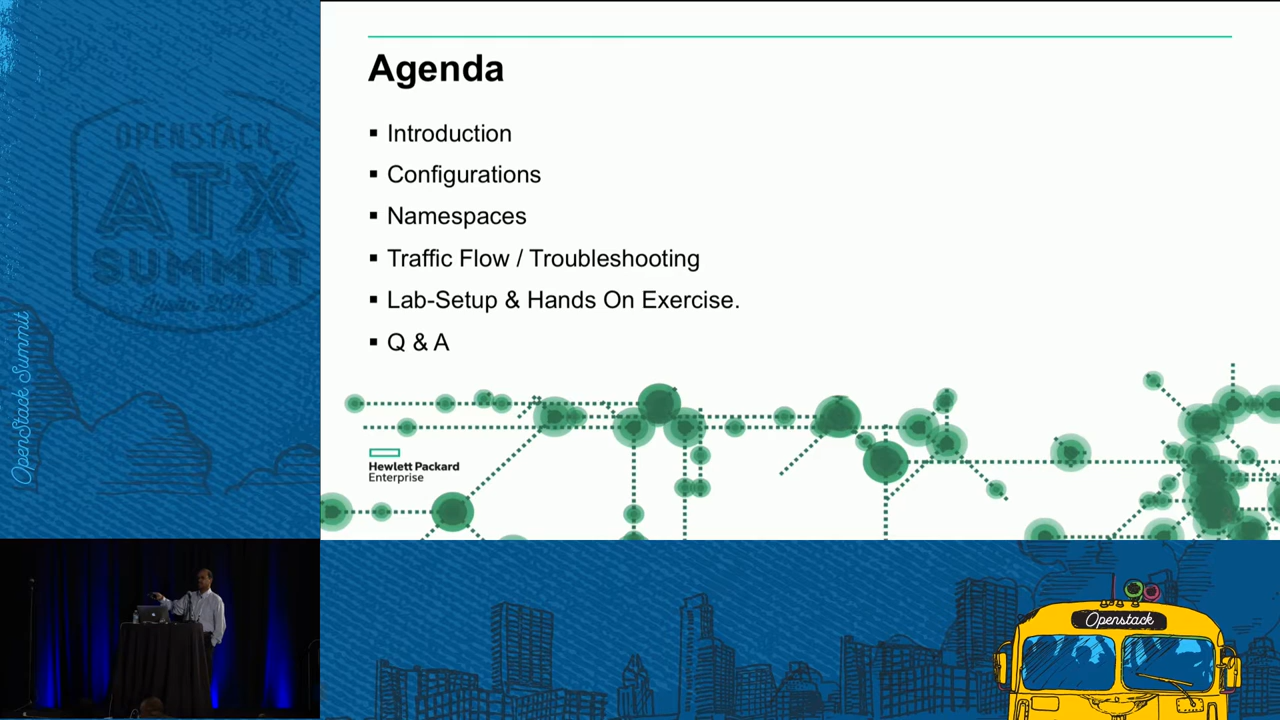 OPENSTACK
ATX
SUMMIT
OpenStack Summit
Agenda
▪ Introduction
▪ Configurations
▪ Namespaces
▪ Traffic Flow / Troubleshooting
▪ Lab-Setup & Hands On Exercise.
▪ Q & A
Hewlett Packard
Enterprise
Openstack